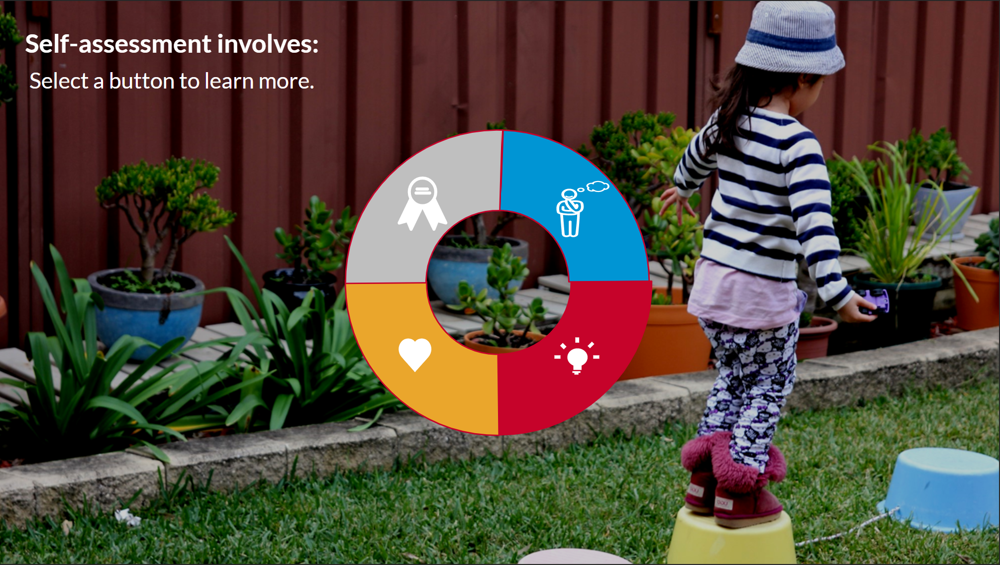 Self-assessment involves:
Select a button to learn more.